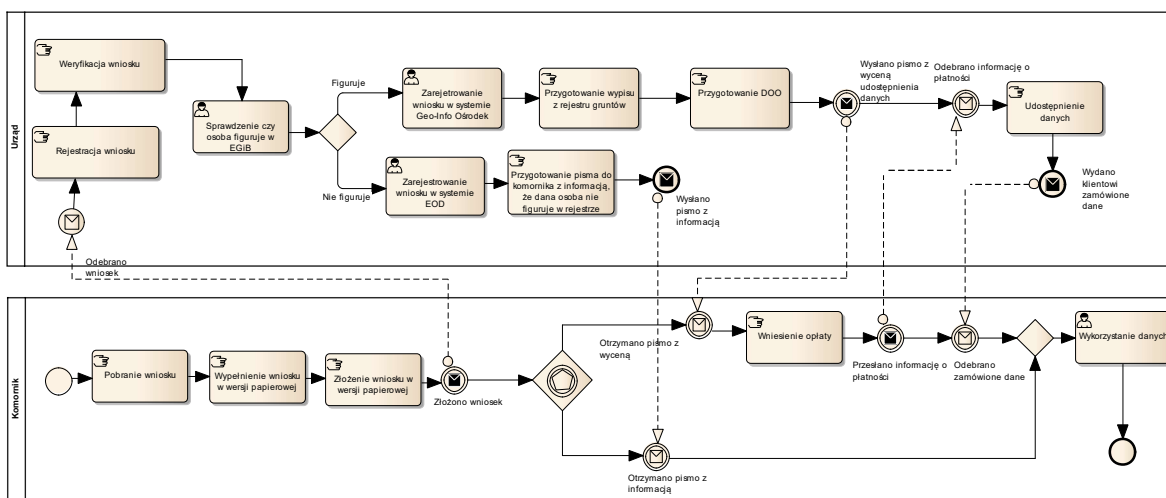 Urząd
Weryfikacja wniosku
Rejestracja wniosku
Odebrano
wniosek
Sprawdzenie czy
osoba figuruje w
EGiB
Figuruje
Nie figuruje
Zarejetrowanie
wniosku w systemie
Geo-Info Ośrodek
Przygotowanie wypisu
z rejestru gruntów
Przygotowanie DOO
Wysłano pismo z
wyceną
udostępnienia
danych
Odebrano informację o
płatności
Udostępnienie
danych
Wydano
klientowi
zamówione
dane
Zarejestrowanie
wniosku w systemie
EOD
Przygotowanie pisma do
komornika z informacją,
że dana osoba nie
figuruje w rejestrze
Wysłano
pismo z
informacją
Komornik
Pobranie wniosku
Wypełnienie wniosku
w wersji papierowej
Złożenie wniosku w
wersji papierowej
Złożono wniosek
Otrzymano pismo z
wyceną
Wniesienie opłaty
Przesłano informację o
płatności
Odebrano
zamówione dane
Wykorzystanie danych
Otrzymano pismo z
informacją